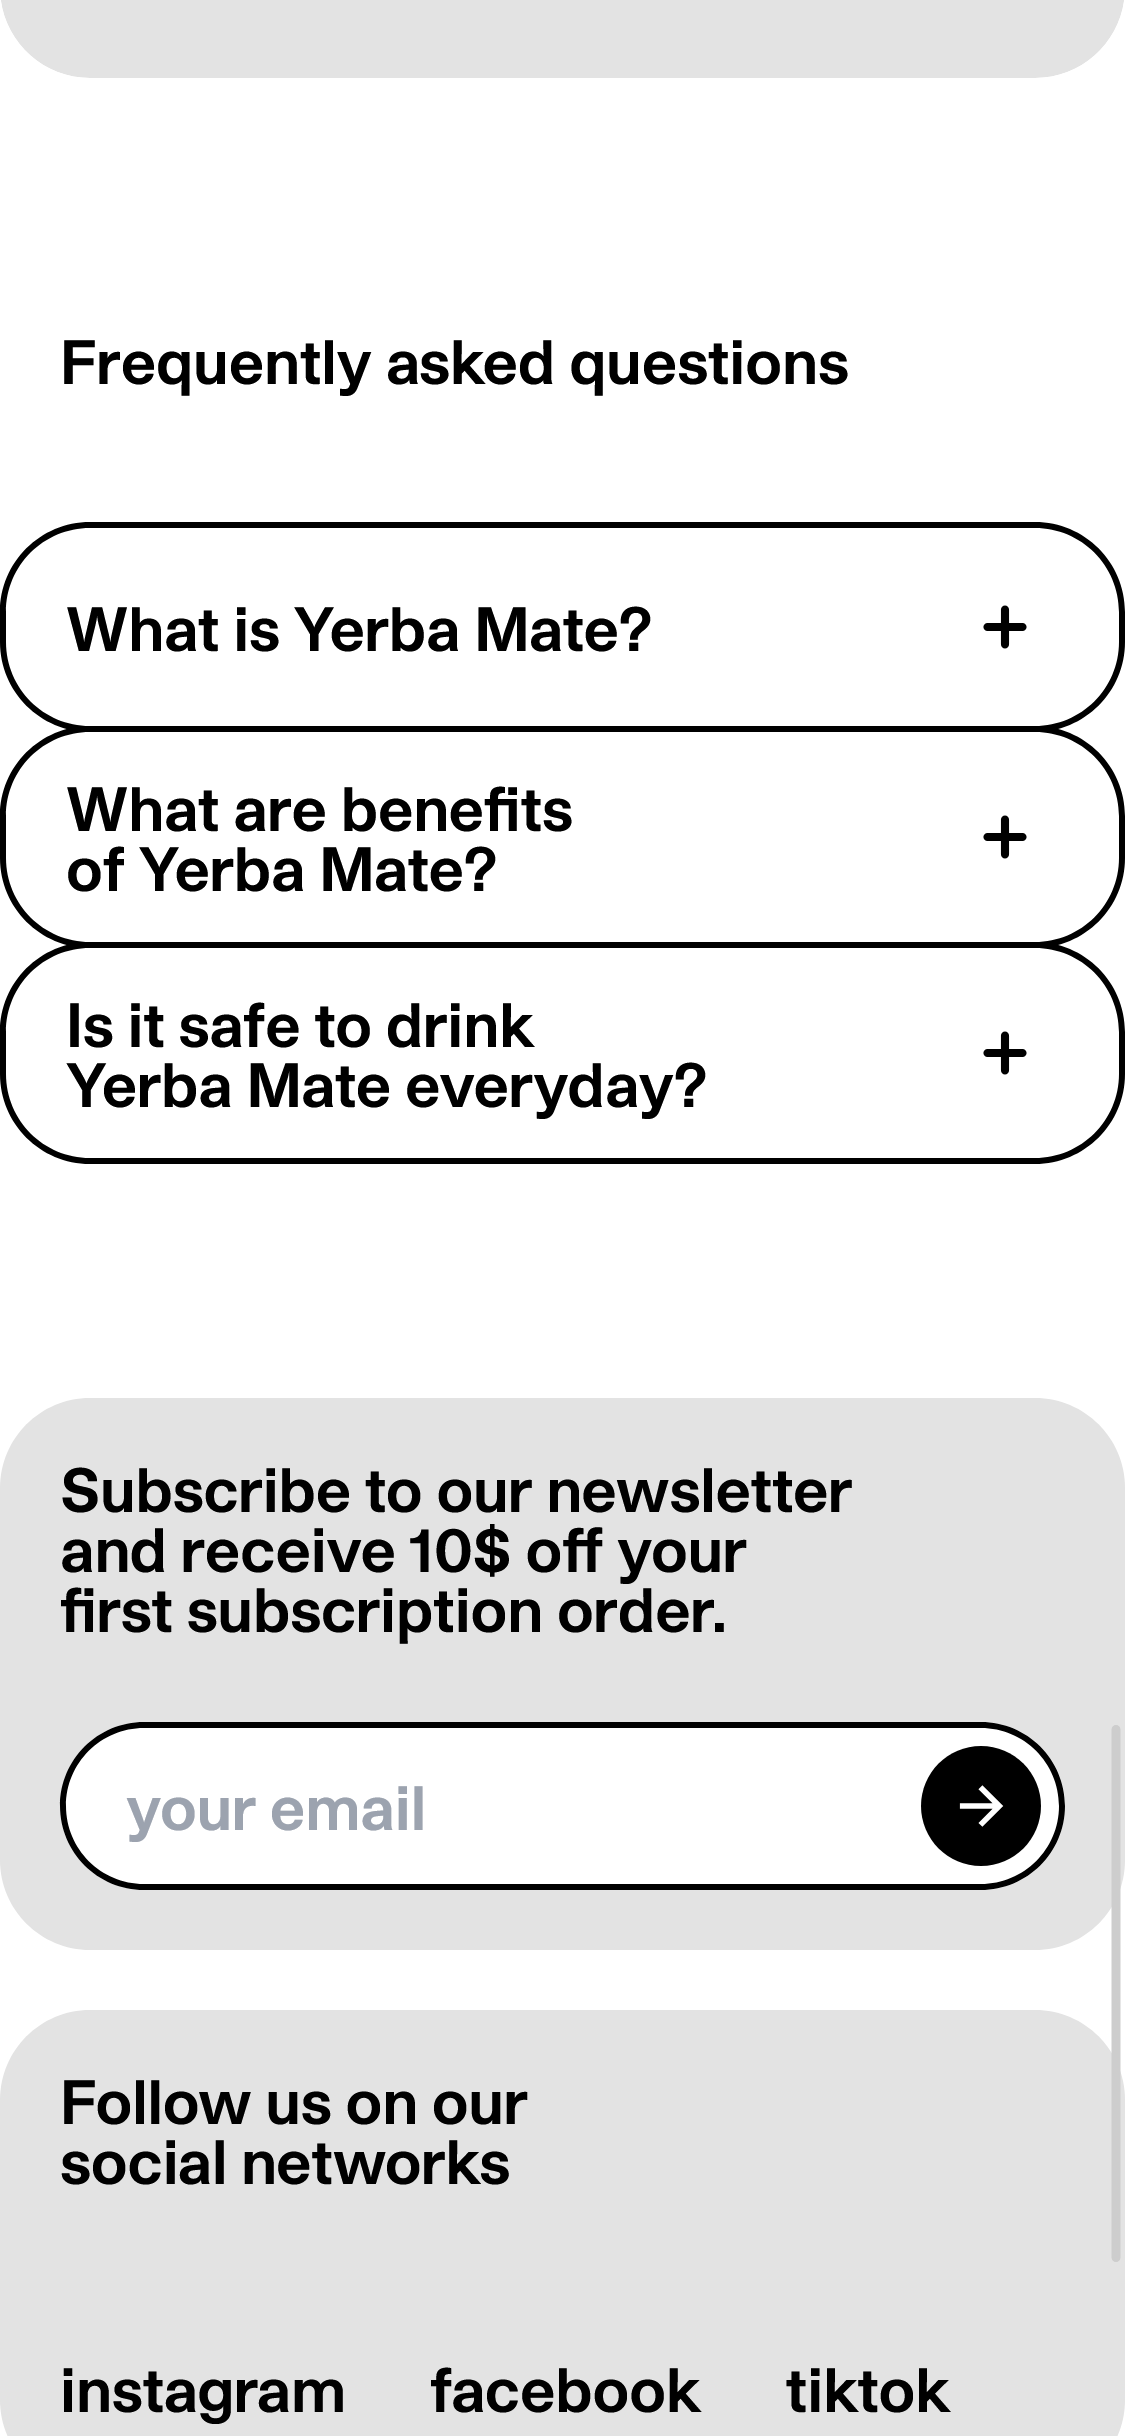 Frequently asked questions
What is Yerba Mate?
What are benefits
of Yerba Mate?
Is it safe to drink
Yerba Mate everyday?
Subscribe to our newsletter
and receive 10$ off your
first subscription order.
your email
Follow us on our
social networks
instagram facebook tiktok